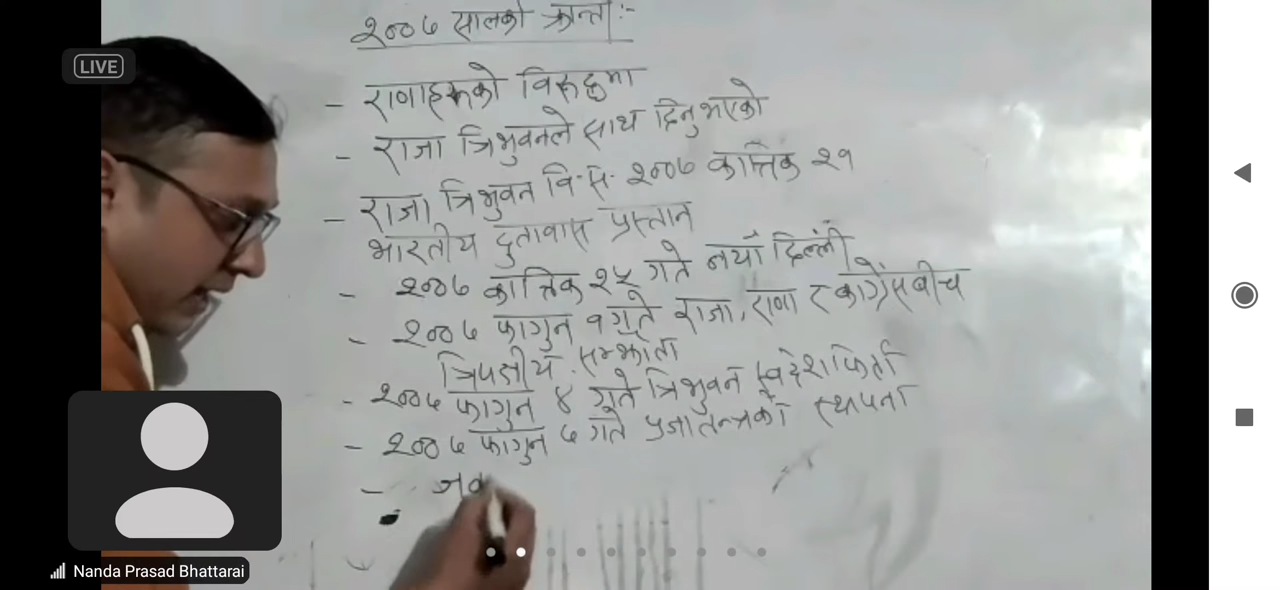 LIVE
२००७ सालको क्रान्ती:-
- राणाहरूको विरूद्धमा
- राजा त्रिभुवनले साथ दिनुभएको
- राजा त्रिभुवन वि.सं. २००७ कार्त्तिक २१
भारतीय दुतावास प्रस्तान
- २००७ कार्त्तिक २५ गते नयाँ दिल्ली
- २००७ फागुन १ गते राजा, राणा र काग्रेंस बीच
त्रिपक्षीय सम्झौता
- २००७ फागुन ४ गते त्रिभुवन स्वदेश फिर्ता
- २००७ फागुन ७ गते प्रजातन्त्रको स्थापना
- जव
Nanda Prasad Bhattarai